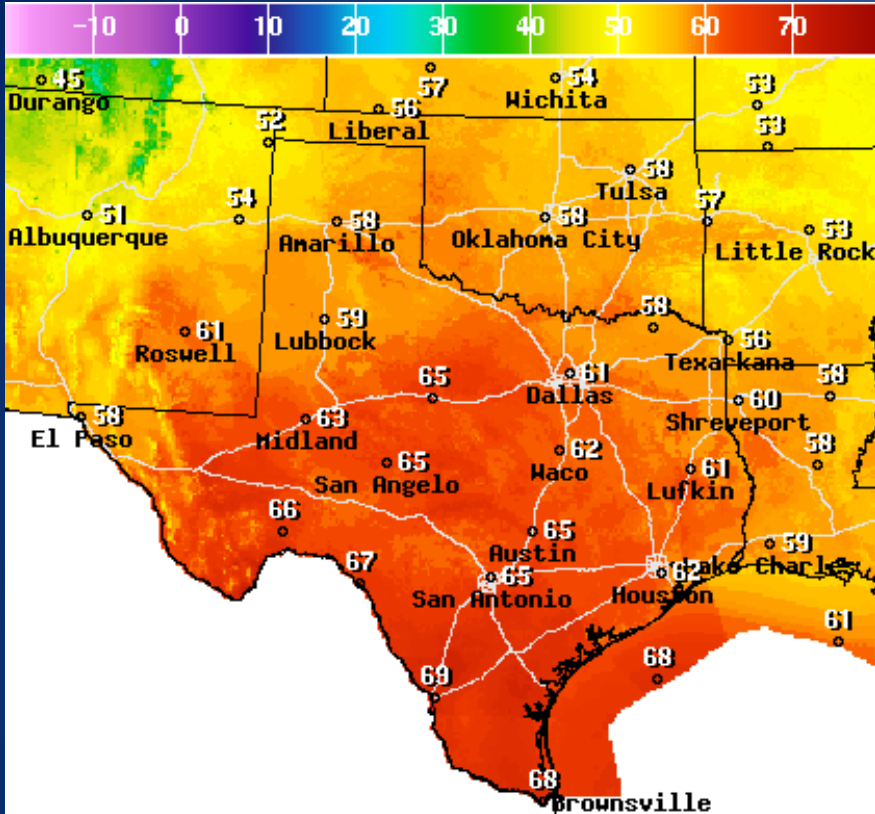 -10 0 10 20 30 40 50 60 70
45
Durango
57
54
Wichita
53
56
Liberal
52
53
58
Tulsa
51
Albuquerque
54
58
Amarillo
58
Oklahoma City
57
53
Little Rock
61
Roswell
59
Lubbock
58
56
Texarkana
65
61
Dallas
60
Shreveport
58
58
El Paso
63
Midland
65
San Angelo
62
Waco
61
Lufkin
58
66
65
Austin
59
Lake Charles
67
65
San Antonio
62
Houston
61
69
68
68
Brownsville